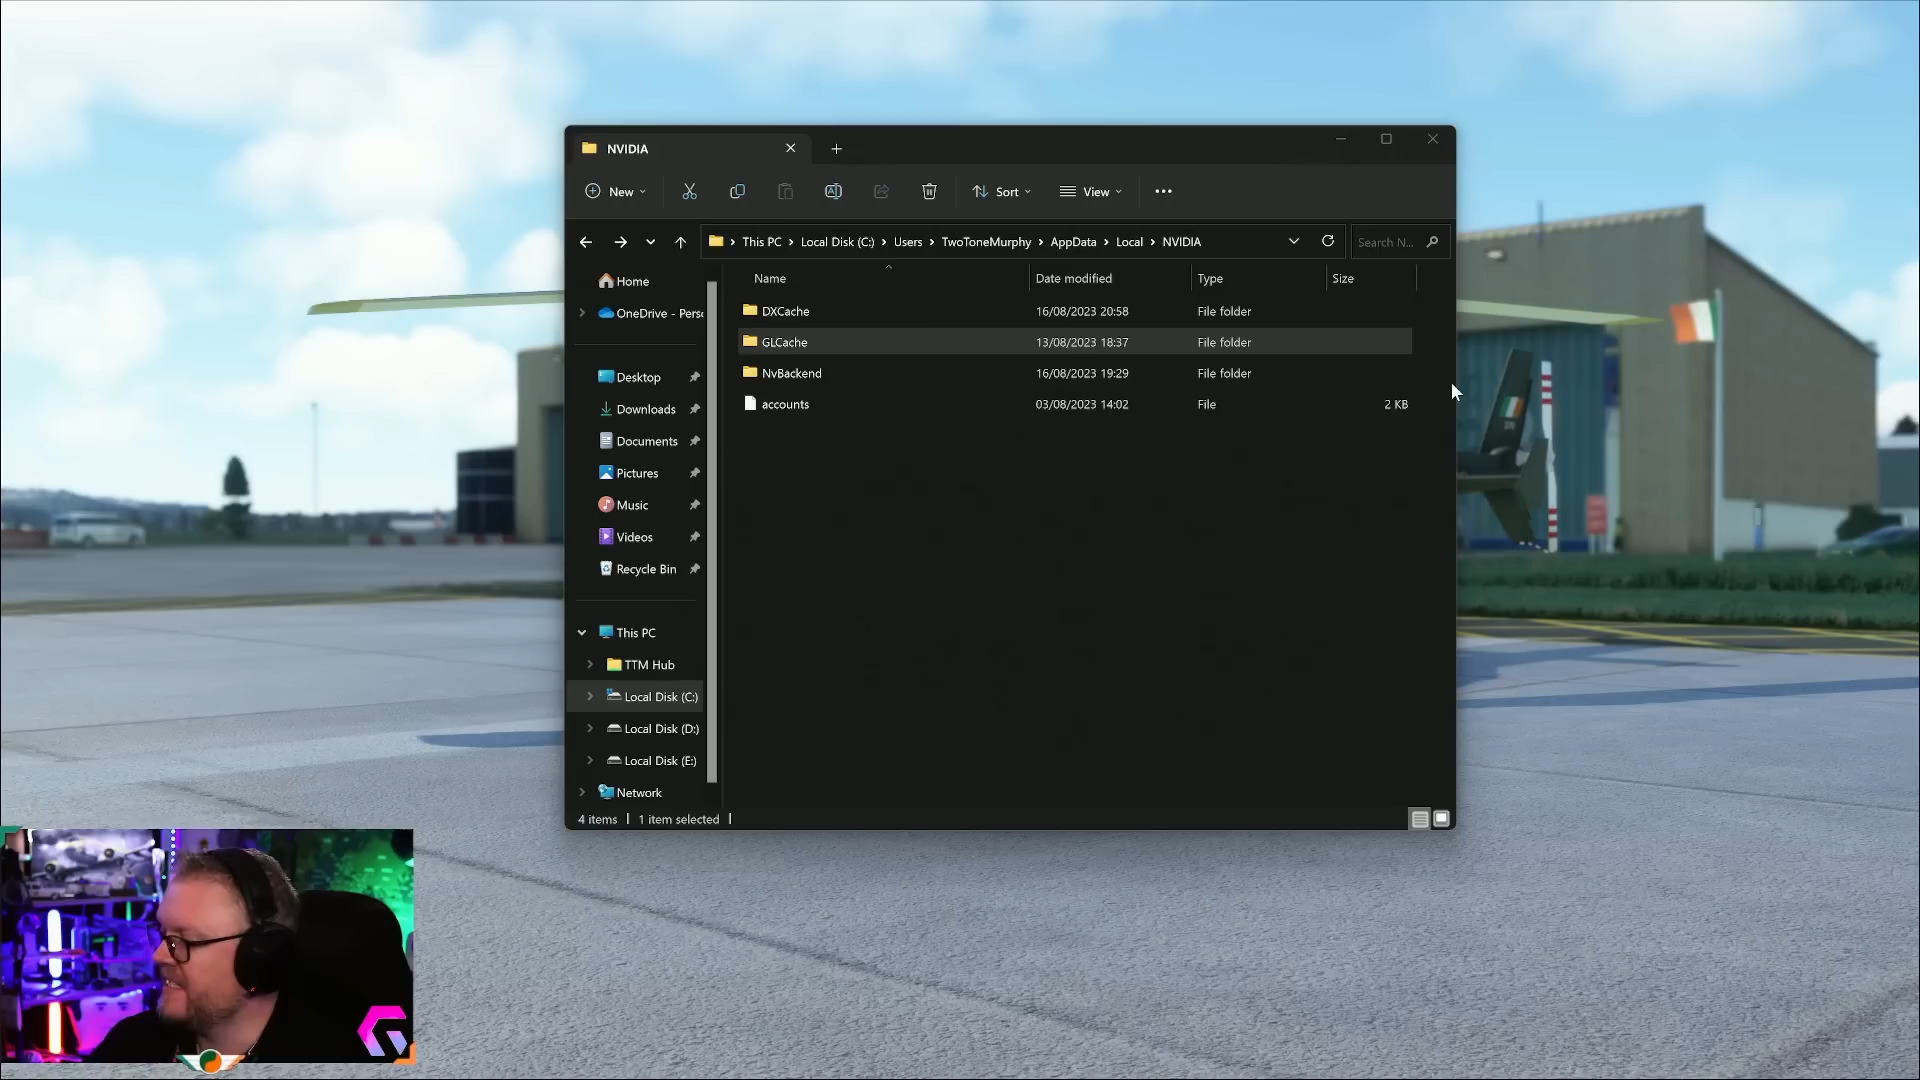 NVIDIA
New
Sort
View
This PC
Local Disk (C:)
Users
TwoToneMurphy
AppData
Local
NVIDIA
Search N...
Home
OneDrive - Pers
Desktop
Downloads
Documents
Pictures
Music
Videos
Recycle Bin
This PC
TTM Hub
Local Disk (C:)
Local Disk (D:)
Local Disk (E:)
Network
Name Date modified Type Size
DXCache 16/08/2023 20:58 File folder
GLCache 13/08/2023 18:37 File folder
NvBackend 16/08/2023 19:29 File folder
accounts 03/08/2023 14:02 File 2 KB
4 items 1 item selected